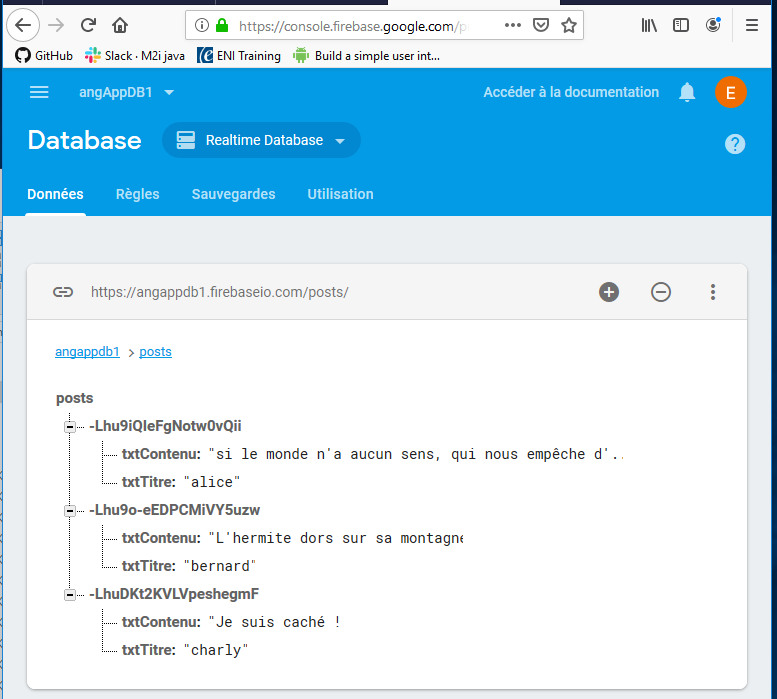 https://console.firebase.google.com/p
GitHub Slack · M2i java ENI Training Build a simple user int...
angAppDB1 Accéder à la documentation E
Database Realtime Database ?
Données Règles Sauvegardes Utilisation
https://angappdb1.firebaseio.com/posts/
angappdb1 > posts
posts
-Lhu9iQIeFgNotw0vQii
txtContenu: "si le monde n'a aucun sens, qui nous empêche d'..
txtTitre: "alice"
-Lhu9o-eEDPCMiVY5uzw
txtContenu: "L'hermite dors sur sa montagne
txtTitre: "bernard"
-LhuDKt2KVLVpeshegmF
txtContenu: "Je suis caché !
txtTitre: "charly"